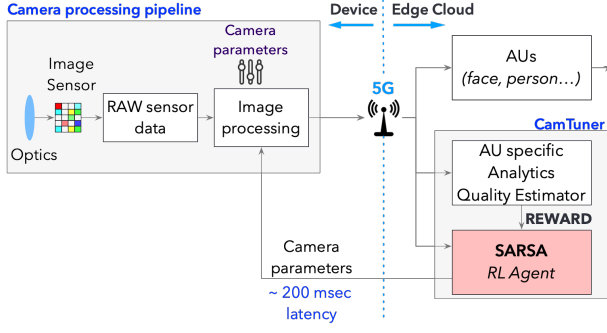 Camera processing pipeline
Device
Edge Cloud
Camera
parameters
Image
Sensor
RAW sensor
data
Image
processing
Optics
5G
AUs
(face, person...)
CamTuner
AU specific
Analytics
Quality Estimator
REWARD
SARSA
RL Agent
Camera
parameters
~ 200 msec
latency